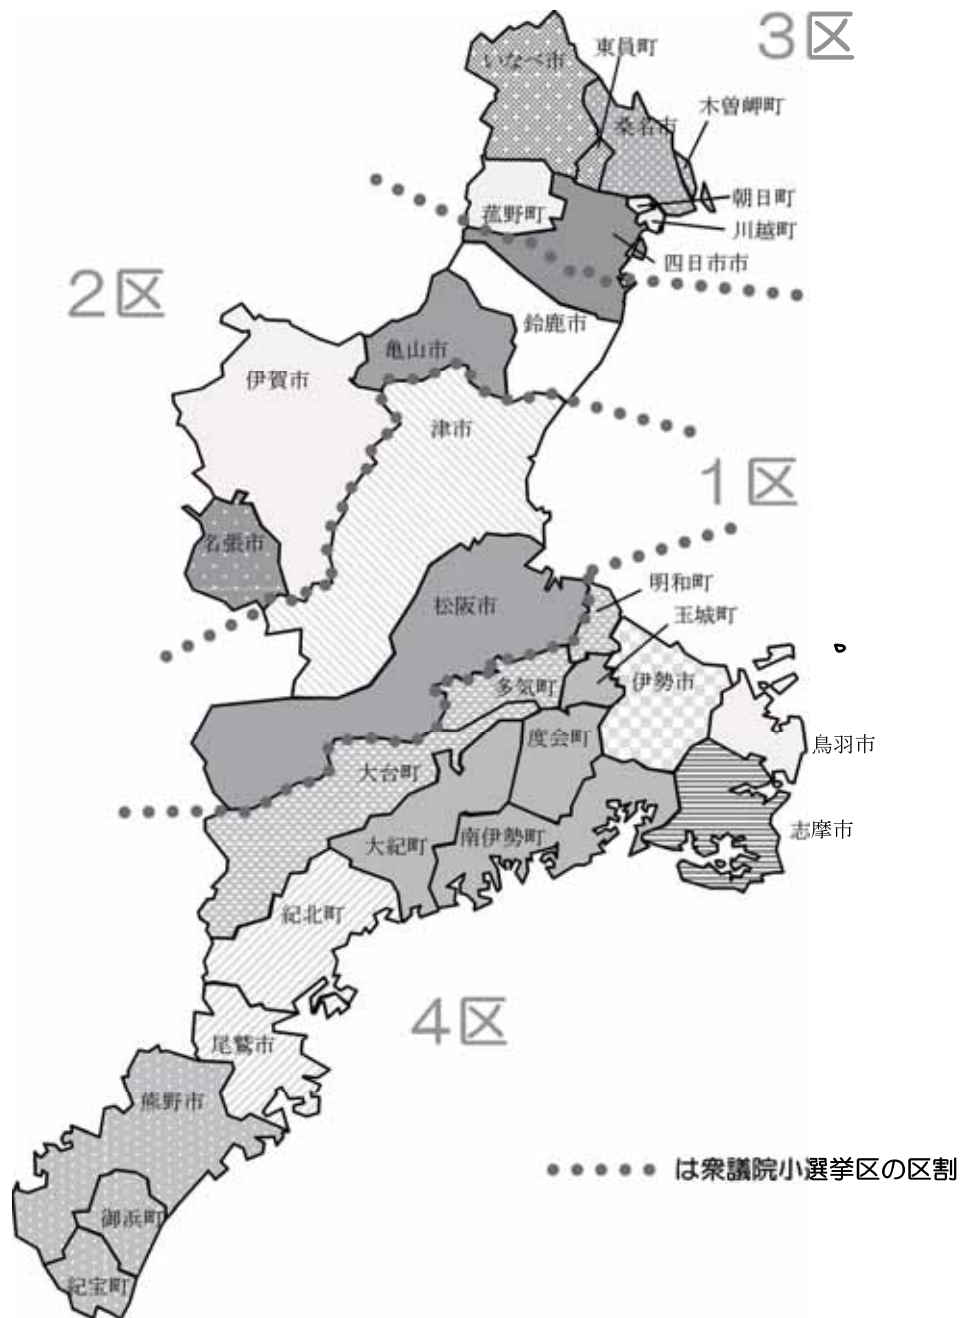 3区
東員町
いなべ市
木曽岬町
桑名市
朝日町
菰野町
川越町
四日市市
2区
鈴鹿市
亀山市
伊賀市
津市
1区
名張市
明和町
松阪市
玉城町
多気町
伊勢市
度会町
鳥羽市
大台町
志摩市
南伊勢町
大紀町
紀北町
4区
尾鷲市
熊野市
は衆議院小選挙区の区割
御浜町
紀宝町